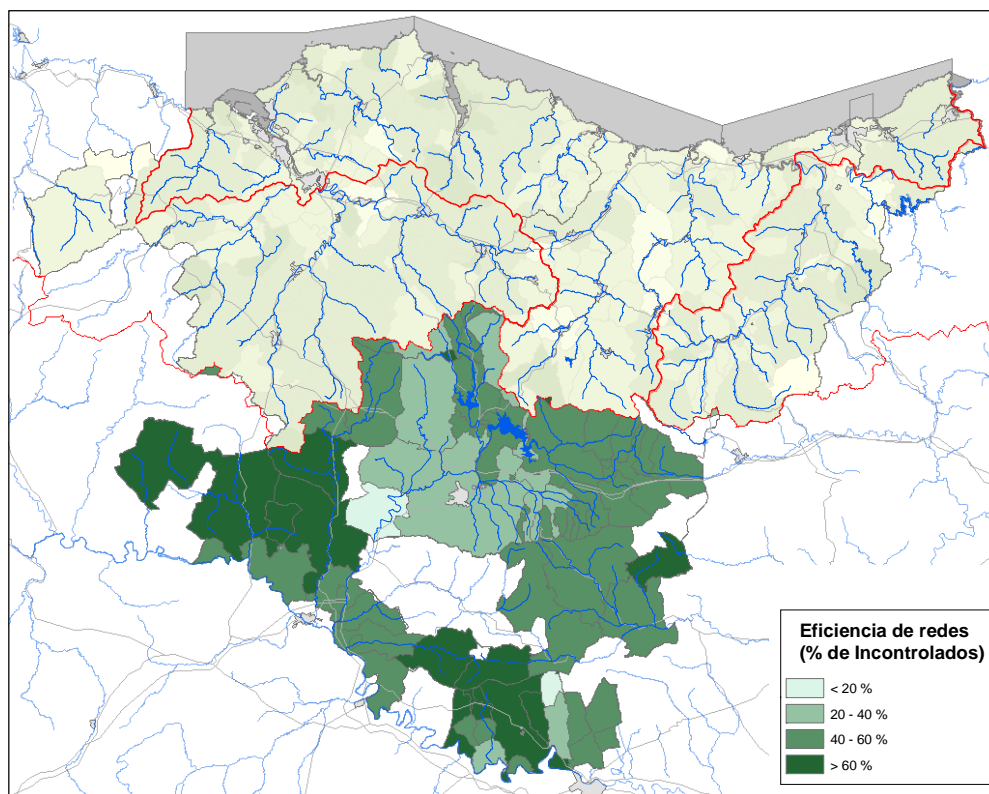 Eficiencia de redes
(% de Incontrolados)
< 20 %
20 - 40 %
40 - 60 %
> 60 %